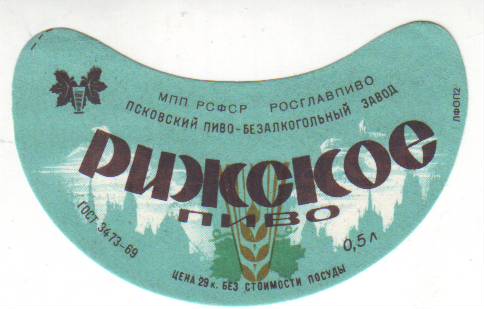 МПП РСФСР РОСГЛАВПИВО
ПСКОВСКИЙ ПИВО-БЕЗАЛКОГОЛЬНЫЙ ЗАВОД
ЛФОП2
РИЖСКОЕ
ПИВО
ГОСТ 3473-69
0,5 л
ЦЕНА 29 к. БЕЗ СТОИМОСТИ ПОСУДЫ